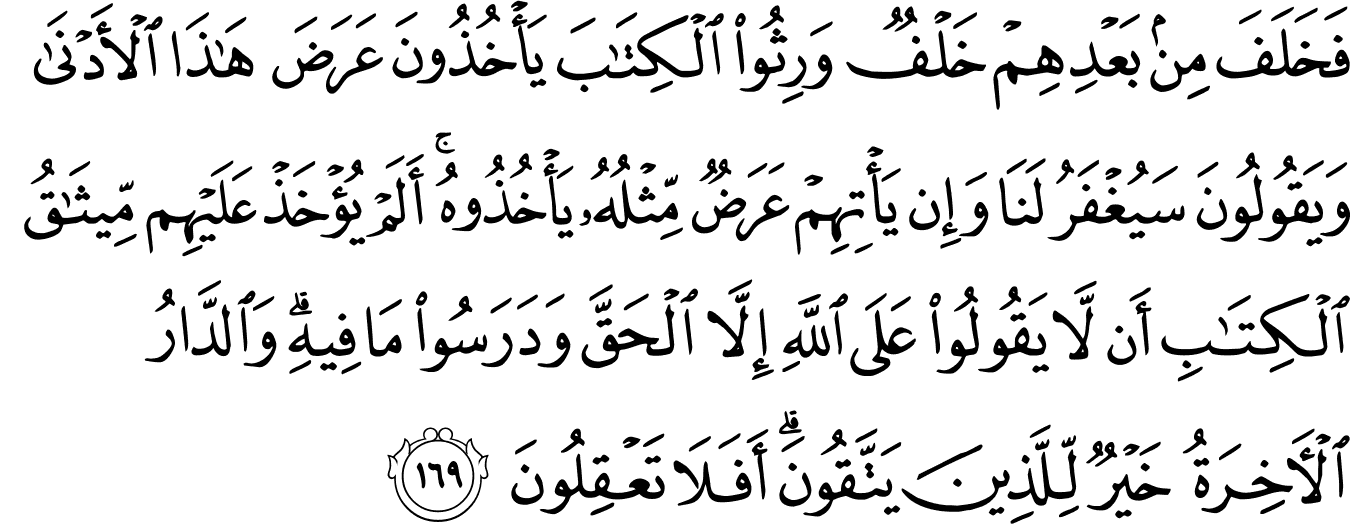 فَخَلَفَ مِنۢ بَعْدِهِمْ خَلْفٌ وَرِثُوا۟ ٱلْكِتَـٰبَ يَأْخُذُونَ عَرَضَ هَـٰذَا ٱلْأَدْنَىٰ
وَيَقُولُونَ سَيُغْفَرُ لَنَا وَإِن يَأْتِهِمْ عَرَضٌ مِّثْلُهُۥ يَأْخُذُوهُ ۚ أَلَمْ يُؤْخَذْ عَلَيْهِم مِّيثَـٰقُ
ٱلْكِتَـٰبِ أَن لَّا يَقُولُوا۟ عَلَى ٱللَّهِ إِلَّا ٱلْحَقَّ وَدَرَسُوا۟ مَا فِيهِ ۗ وَٱلدَّارُ
ٱلْـَٔاخِرَةُ خَيْرٌ لِّلَّذِينَ يَتَّقُونَ ۗ أَفَلَا تَعْقِلُونَ ١٦٩